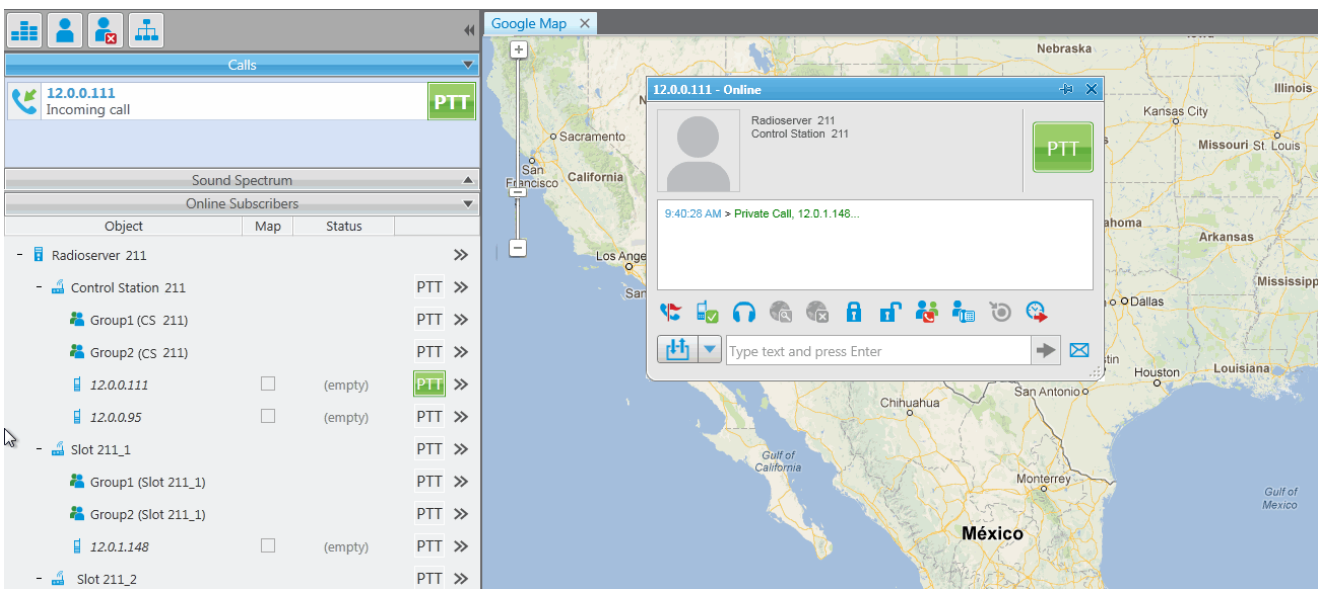 Google Map
Calls
12.0.0.111
Incoming call
PTT
Sound Spectrum
Online Subscribers
Object Map Status
- Radioserver 211
- Control Station 211 PTT
Group1 (CS 211) PTT
Group2 (CS 211) PTT
12.0.0.111 (empty) PTT
12.0.0.95 (empty) PTT
- Slot 211_1 PTT
Group1 (Slot 211_1) PTT
Group2 (Slot 211_1) PTT
12.0.1.148 (empty) PTT
- Slot 211_2 PTT
12.0.0.111 - Online
Radioserver 211
Control Station 211
PTT
9:40:28 AM > Private Call, 12.0.1.148...
Type text and press Enter
Nebraska
Illinois
Kansas City
Missouri St. Louis
Sacramento
San
Francisco
California
Los Ange
San
ahoma
Arkansas
Mississipp
Dallas
tin
Houston
Louisiana
San Antonio
Chihuahua
Gulf of
California
Monterrey
Gulf of
Mexico
México